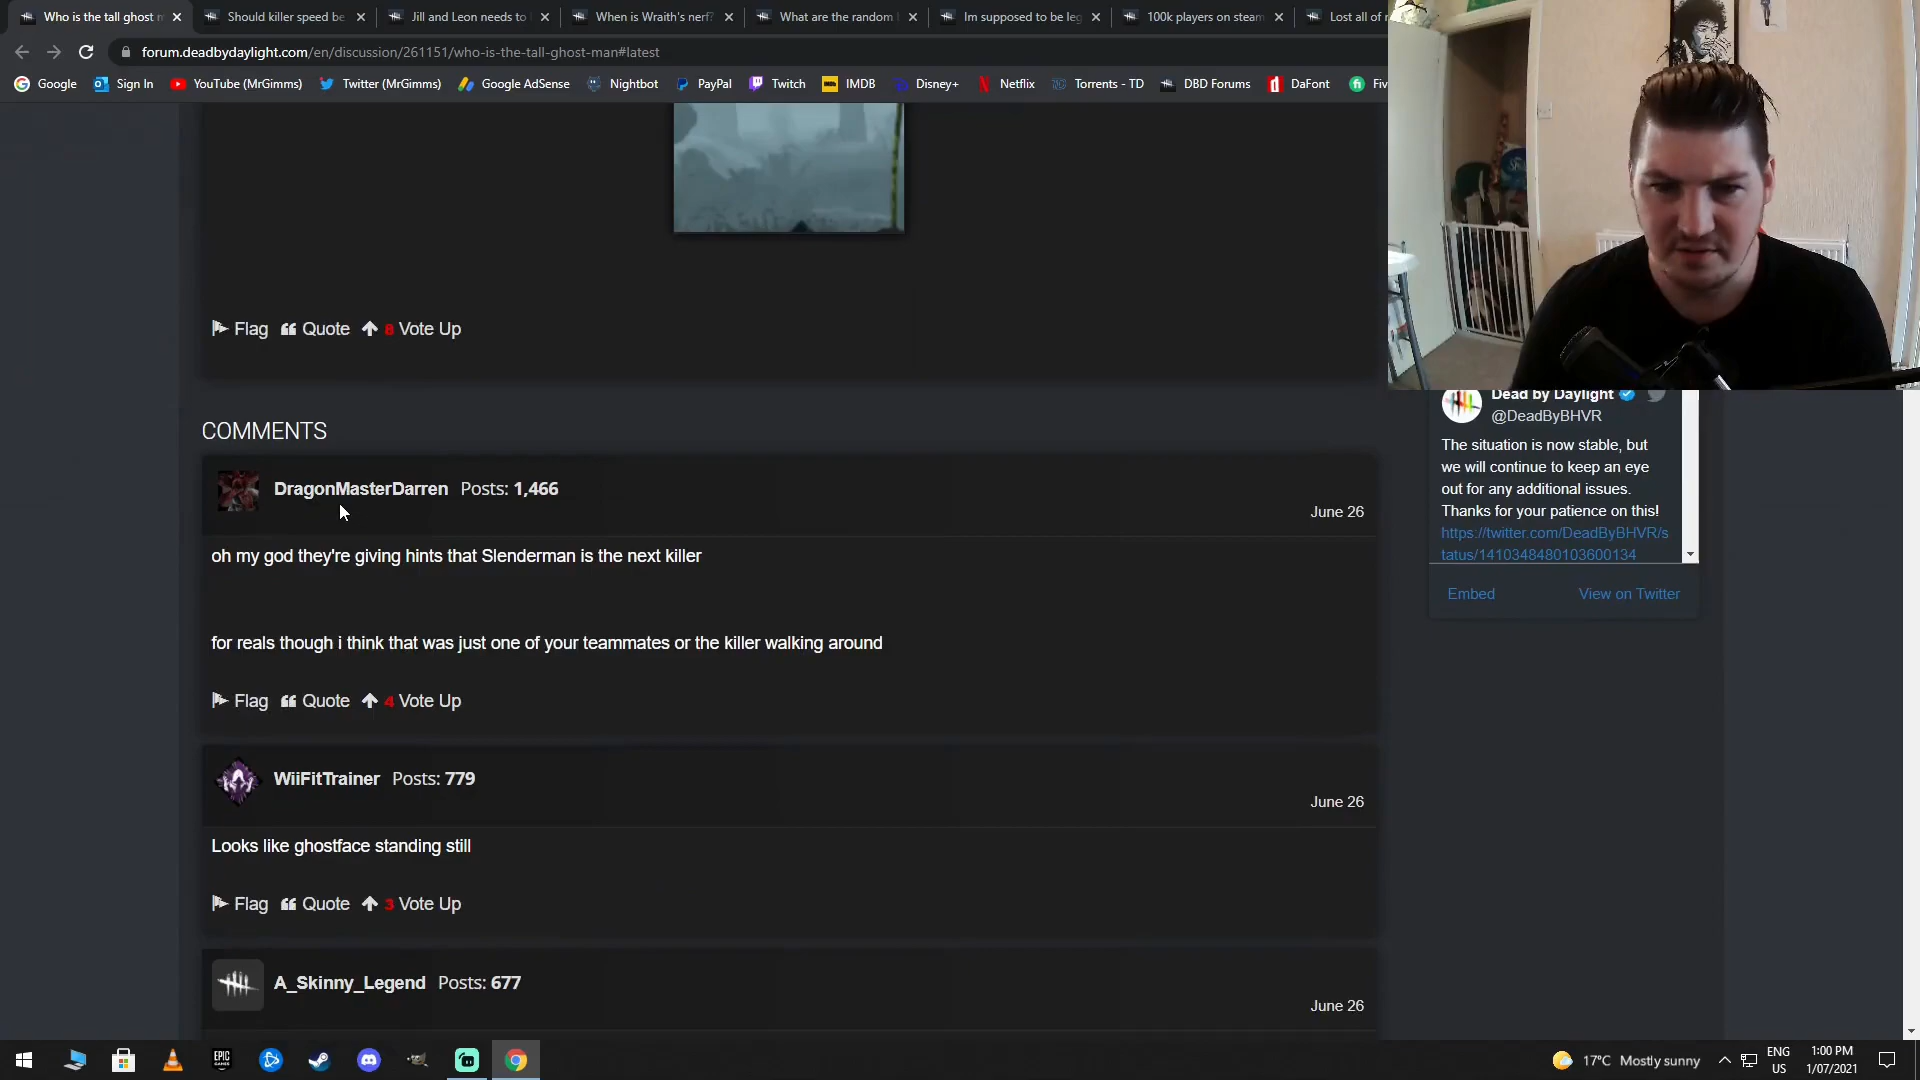 Who is the tall ghost m
Should killer speed be
Jill and Leon needs to
When is Wraith's nerf?
What are the random
Im supposed to be leg
100k players on steam
Lost all of
forum.deadbydaylight.com/en/discussion/261151/who-is-the-tall-ghost-man#latest
Google
Sign In
YouTube (MrGimms)
Twitter (MrGimms)
Google AdSense
Nightbot
PayPal
Twitch
IMDB
Disney+
Netflix
Torrents - TD
DBD Forums
DaFont
Fiv
Flag Quote 8 Vote Up
COMMENTS
DragonMasterDarren Posts: 1,466
June 26
oh my god they're giving hints that Slenderman is the next killer
for reals though i think that was just one of your teammates or the killer walking around
Flag Quote 4 Vote Up
WiiFitTrainer Posts: 779
June 26
Looks like ghostface standing still
Flag Quote 3 Vote Up
A_Skinny_Legend Posts: 677
June 26
Dead by Daylight
@DeadByBHVR
The situation is now stable, but
we will continue to keep an eye
out for any additional issues.
Thanks for your patience on this!
https://twitter.com/DeadByBHVR/s
tatus/1410348480103600134
Embed
View on Twitter
EPIC
GAMES
17°C Mostly sunny
ENG
US
1:00 PM
1/07/2021